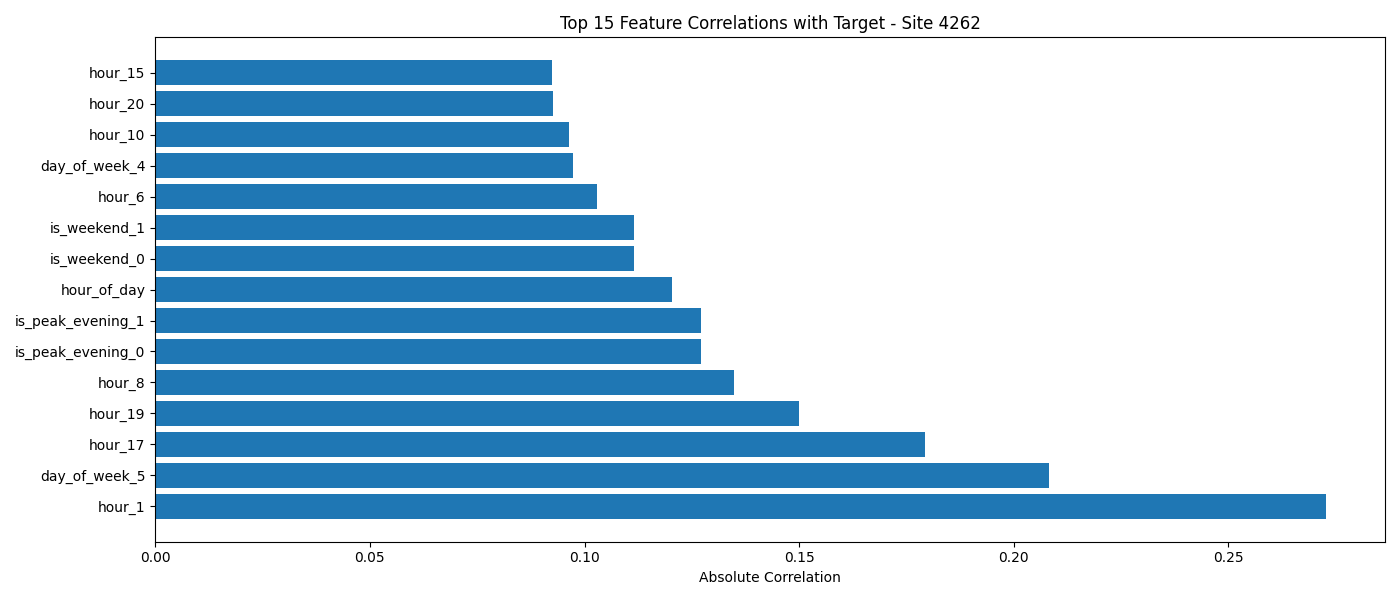 Top 15 Feature Correlations with Target - Site 4262
hour_15
hour_20
hour_10
day_of_week_4
hour_6
is_weekend_1
is_weekend_0
hour_of_day
is_peak_evening_1
is_peak_evening_0
hour_8
hour_19
hour_17
day_of_week_5
hour_1
0.00 0.05 0.10 0.15 0.20 0.25
Absolute Correlation